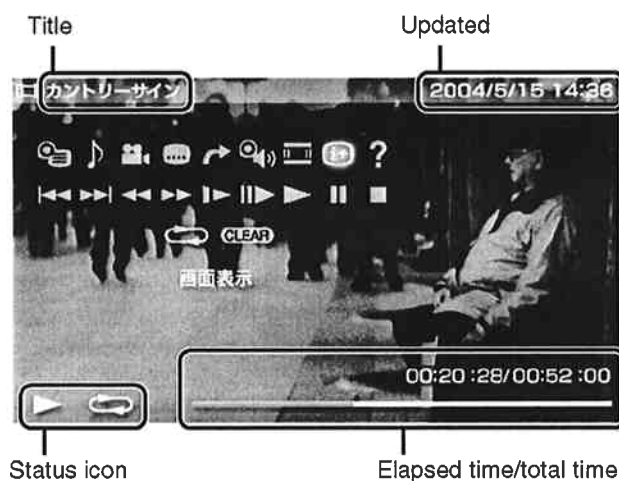 Title
Updated
カントリーサイン
2004/5/15 14:36
i+ ?
CLEAR
画面表示
00:20:28/00:52:00
Status icon
Elapsed time/total time